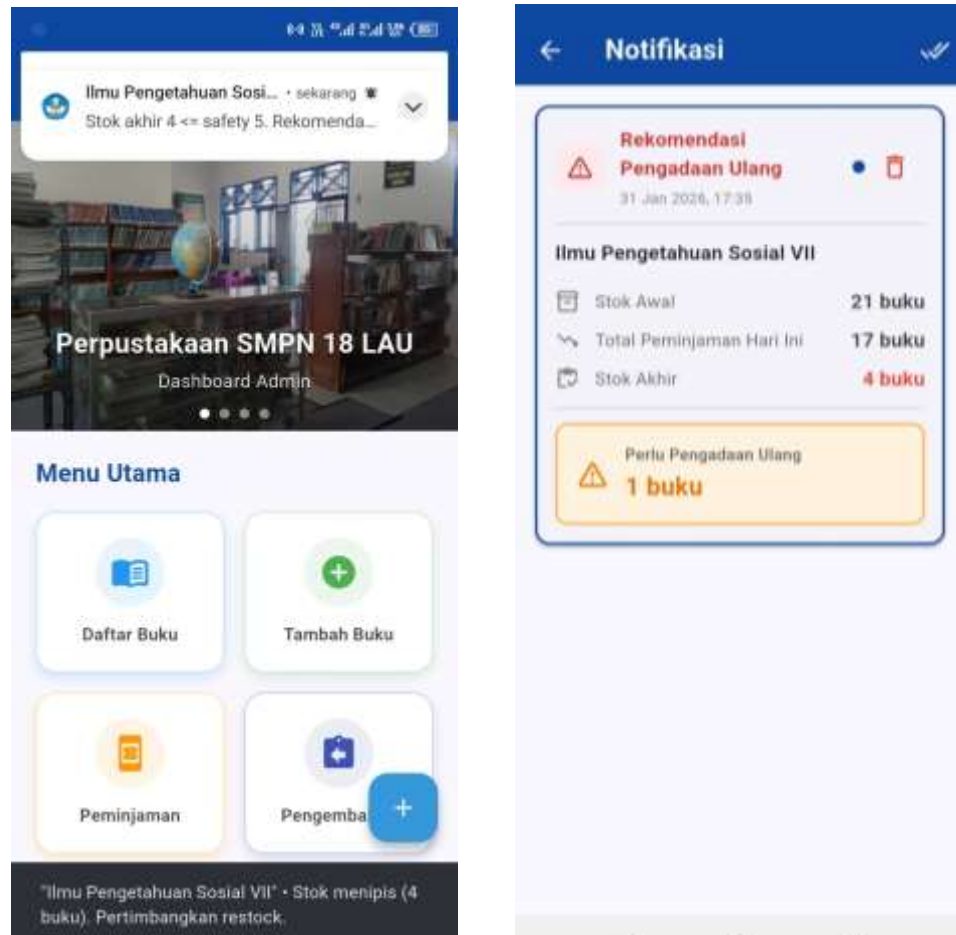 Ilmu Pengetahuan Sosi... • sekarang
Stok akhir 4 <= safety 5. Rekomenda...
Perpustakaan SMPN 18 LAU
Dashboard Admin
Menu Utama
Daftar Buku
Tambah Buku
Peminjaman
Pengemba
+
"Ilmu Pengetahuan Sosial VII" • Stok menipis (4
buku). Pertimbangkan restock.
Notifikasi
Rekomendasi
Pengadaan Ulang
31 Jan 2026, 17:38
Ilmu Pengetahuan Sosial VII
Stok Awal 21 buku
Total Peminjaman Hari Ini 17 buku
Stok Akhir 4 buku
Perlu Pengadaan Ulang
1 buku